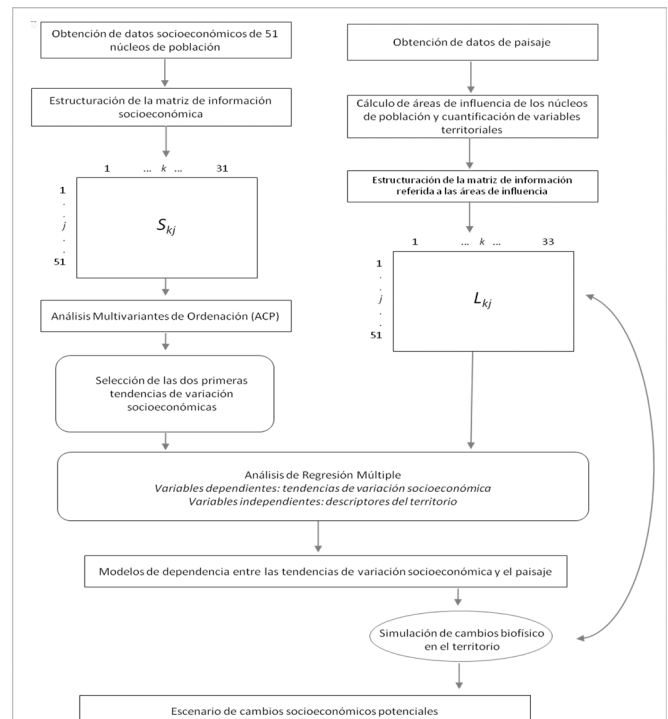 Obtención de datos socioeconómicos de 51
núcleos de población
Estructuración de la matriz de información
socioeconómica
1 ... k ... 31
1
.
.
j
.
.
51
Skj
Análisis Multivariantes de Ordenación (ACP)
Selección de las dos primeras
tendencias de variación
socioeconómicas
Obtención de datos de paisaje
Cálculo de áreas de influencia de los núcleos
de población y cuantificación de variables
territoriales
Estructuración de la matriz de información
referida a las áreas de influencia
1 ... k ... 33
1
.
.
j
.
.
51
Lkj
Análisis de Regresión Múltiple
Variables dependientes: tendencias de variación socioeconómica
Variables independientes: descriptores del territorio
Modelos de dependencia entre las tendencias de variación socioeconómica y el paisaje
Simulación de cambios biofísico
en el territorio
Escenario de cambios socioeconómicos potenciales